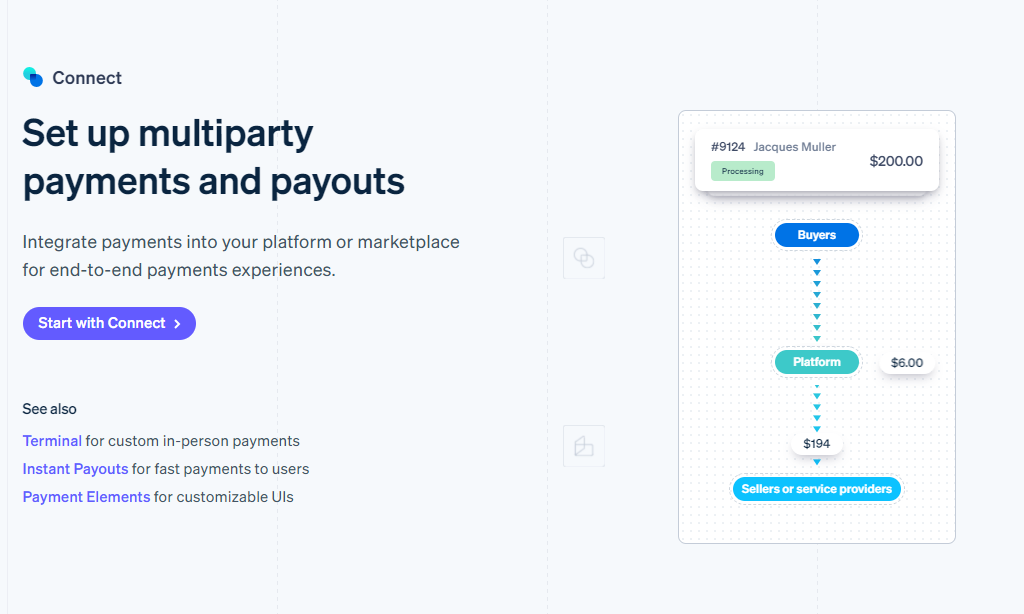 Connect
Set up multiparty
payments and payouts
Integrate payments into your platform or marketplace
for end-to-end payments experiences.
Start with Connect
See also
Terminal for custom in-person payments
Instant Payouts for fast payments to users
Payment Elements for customizable UIs
#9124 Jacques Muller
$200.00
Processing
Buyers
Platform
$6.00
$194
Sellers or service providers